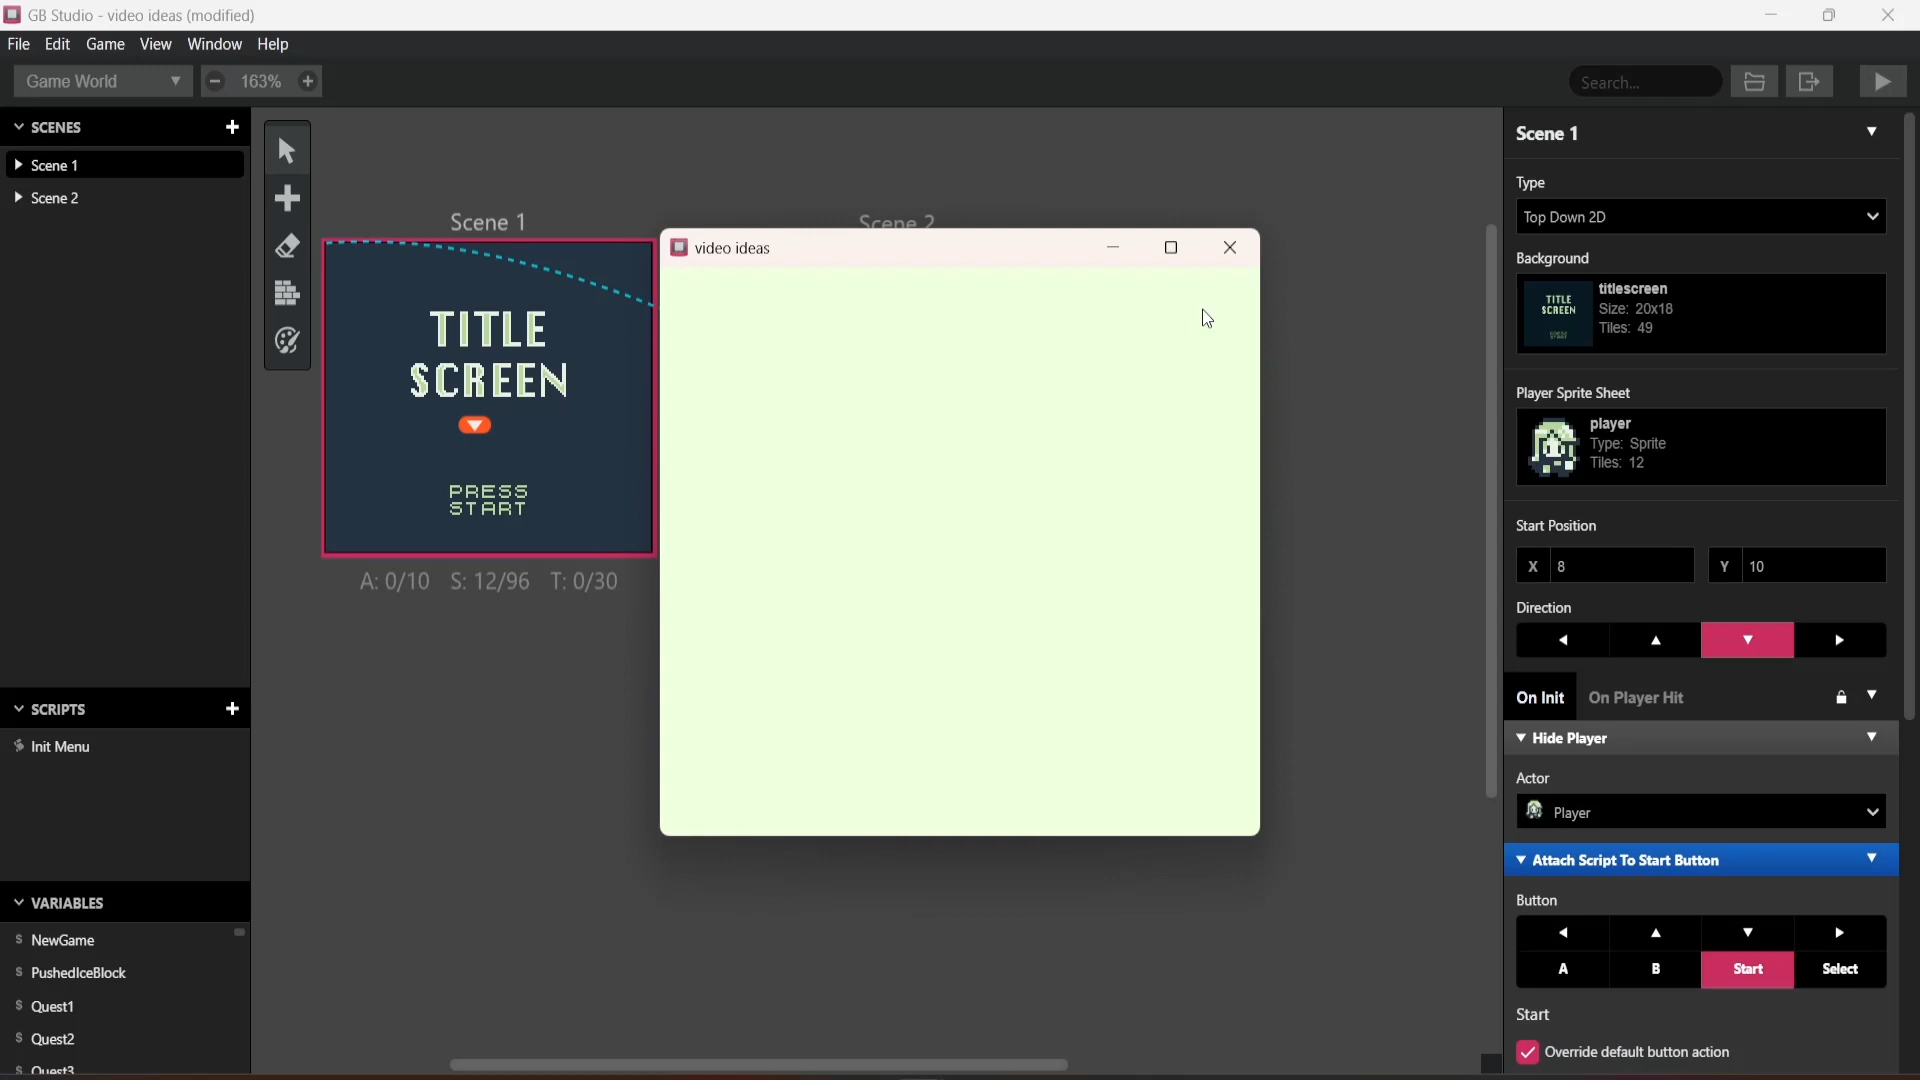 GB Studio - video ideas (modified)
File Edit Game View Window Help
Game World 163% Search...
SCENES
Scene 1
Scene 2
SCRIPTS
Init Menu
VARIABLES
NewGame
PushedIceBlock
Quest1
Quest2
Quest3
Scene 1
TITLE
SCREEN
PRESS
START
A: 0/10 S: 12/96 T: 0/30
Scene 2
video ideas
Scene 1
Type
Top Down 2D
Background
TITLE
SCREEN
titlescreen
Size: 20x18
Tiles: 49
Player Sprite Sheet
player
Type: Sprite
Tiles: 12
Start Position
X 8 Y 10
Direction
On Init On Player Hit
Hide Player
Actor
Player
Attach Script To Start Button
Button
A B Start Select
Start
Override default button action